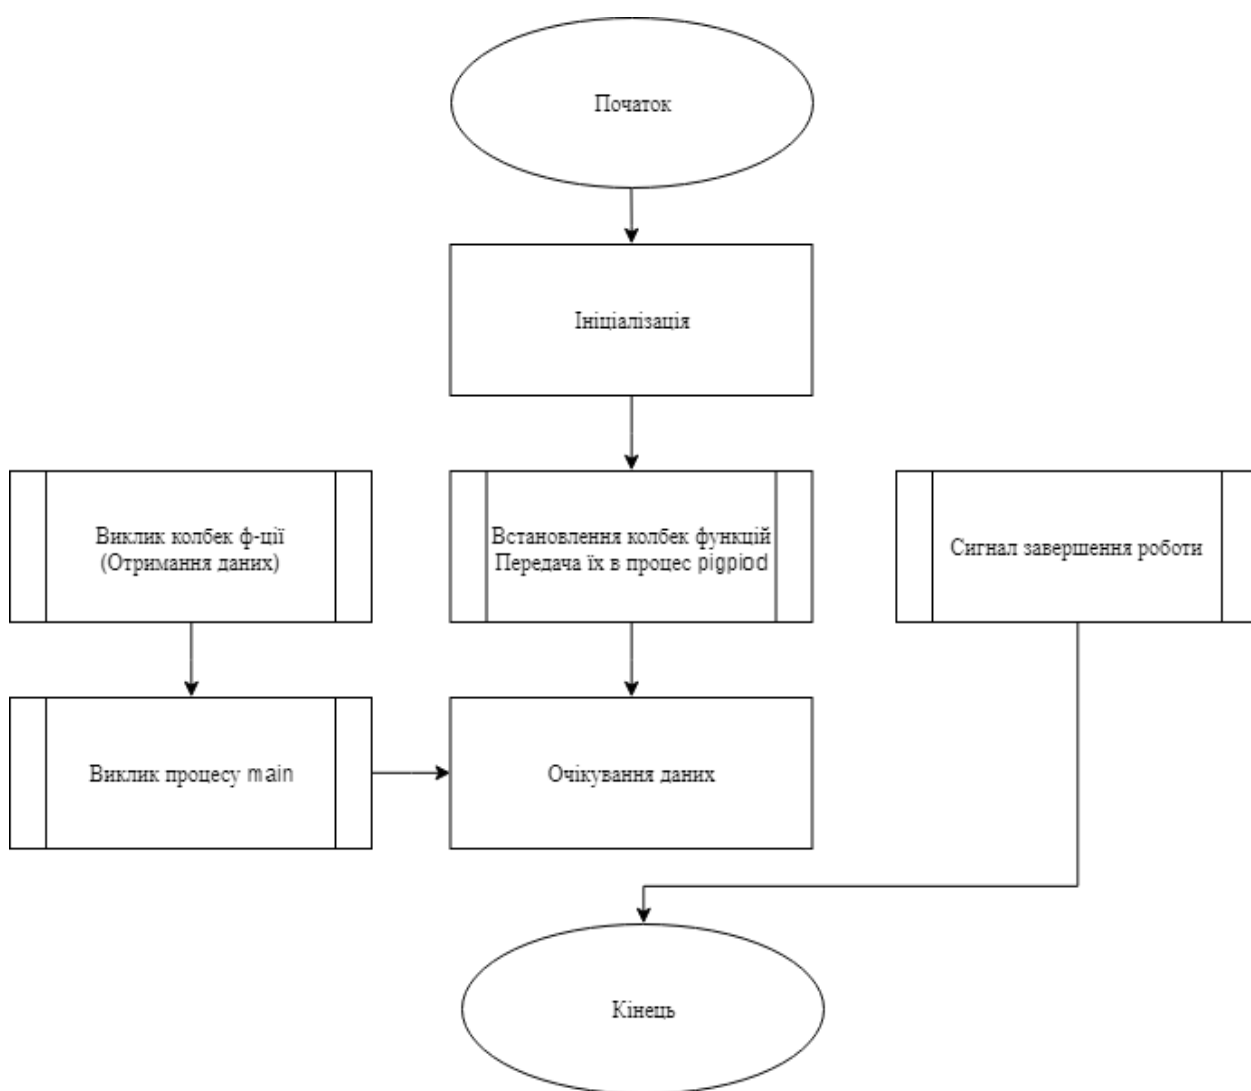 Початок
Ініціалізація
Виклик колбек ф-ції
(Отримання даних)
Встановлення колбек функцій
Передача їх в процес pigpiod
Сигнал завершення роботи
Виклик процесу main
Очікування даних
Кінець